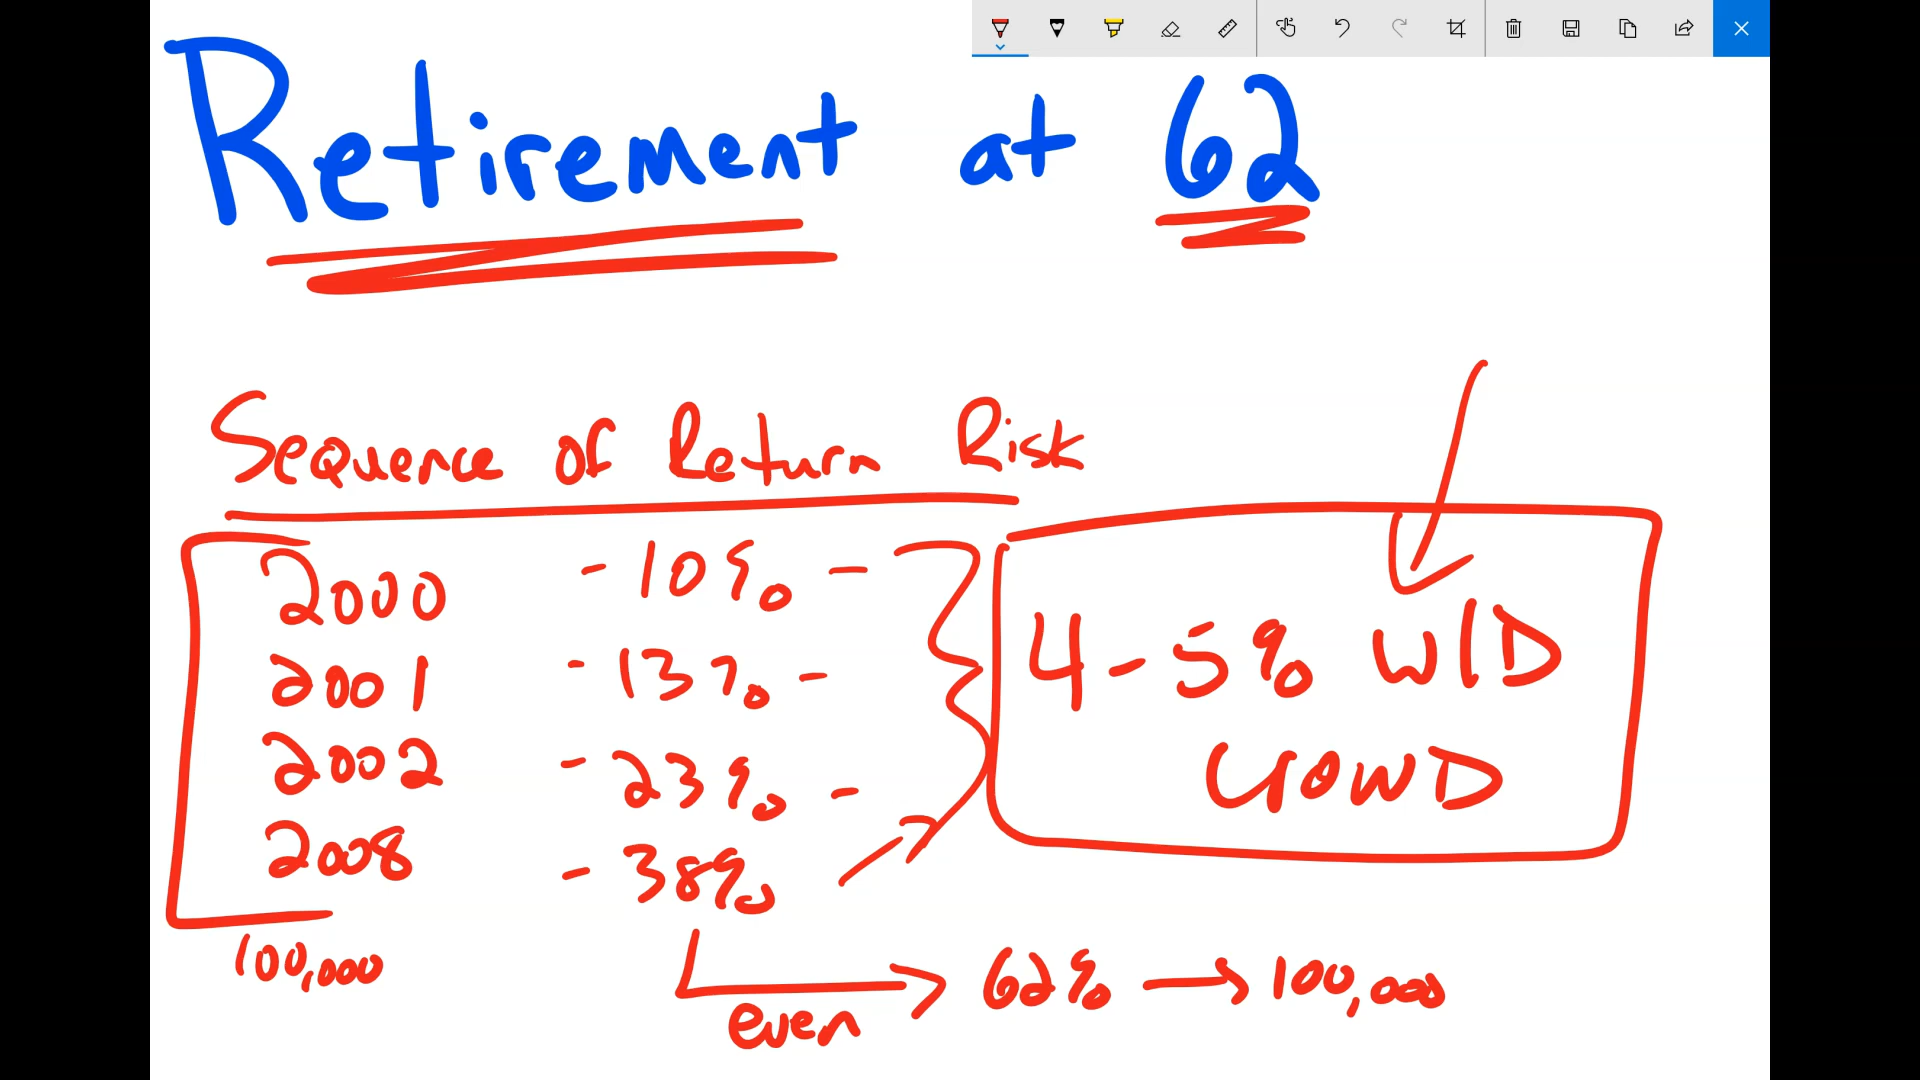 Retirement at 62
Sequence of Return Risk
2000 - 10% -
2001 - 13% -
2002 - 23% -
2008 - 38%
4-5% W/D
100,000
even
62% → 100,000